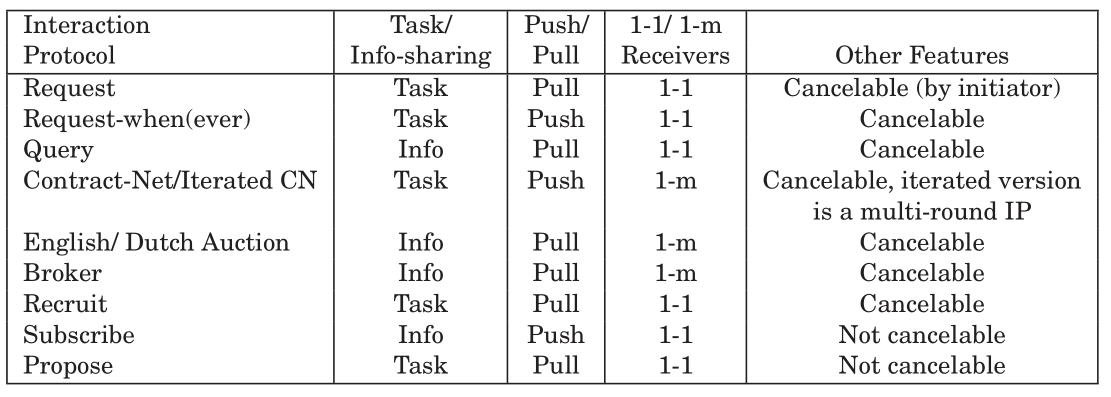 Interaction Task/ Push/ 1-1/ 1-m
Protocol Info-sharing Pull Receivers Other Features
Request Task Pull 1-1 Cancelable (by initiator)
Request-when(ever) Task Push 1-1 Cancelable
Query Info Pull 1-1 Cancelable
Contract-Net/Iterated CN Task Push 1-m Cancelable, iterated version
is a multi-round IP
English/ Dutch Auction Info Pull 1-m Cancelable
Broker Info Pull 1-m Cancelable
Recruit Task Pull 1-1 Cancelable
Subscribe Info Push 1-1 Not cancelable
Propose Task Pull 1-1 Not cancelable